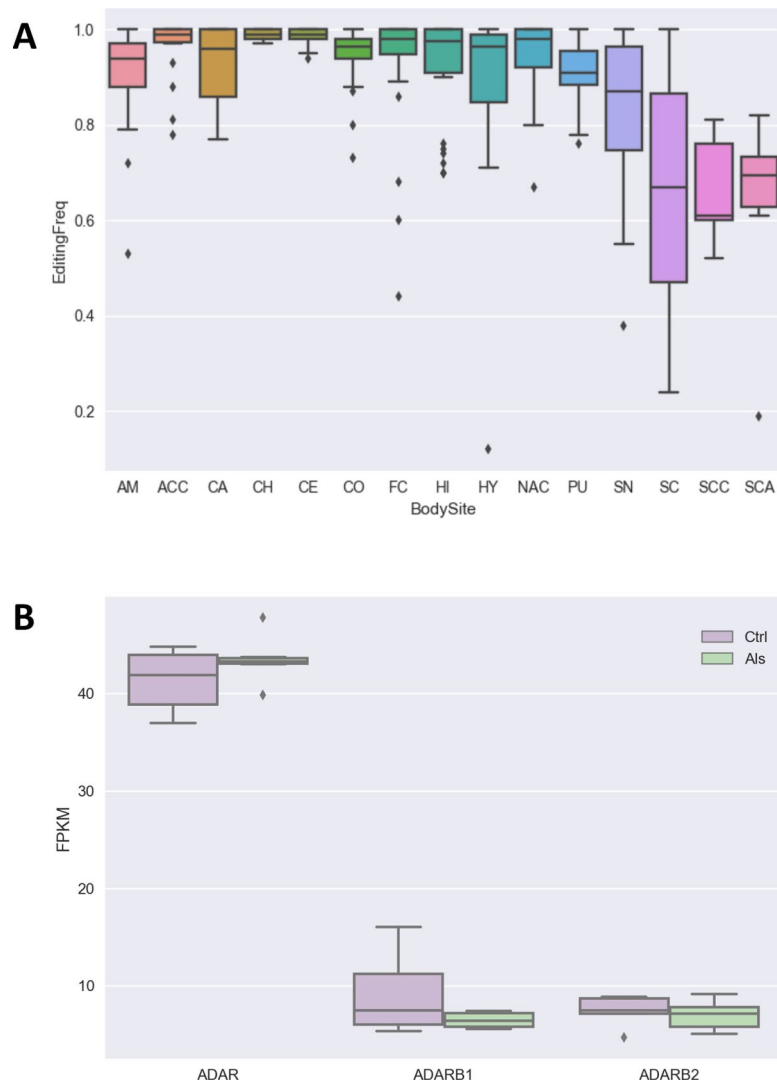 A
1.0
0.8
0.6
0.4
0.2
EditingFreq
AM ACC CA CH CE CO FC HI HY NAC PU SN SC SCC SCA
BodySite
B
Ctrl
Als
40
30
20
10
FPKM
ADAR ADARB1 ADARB2